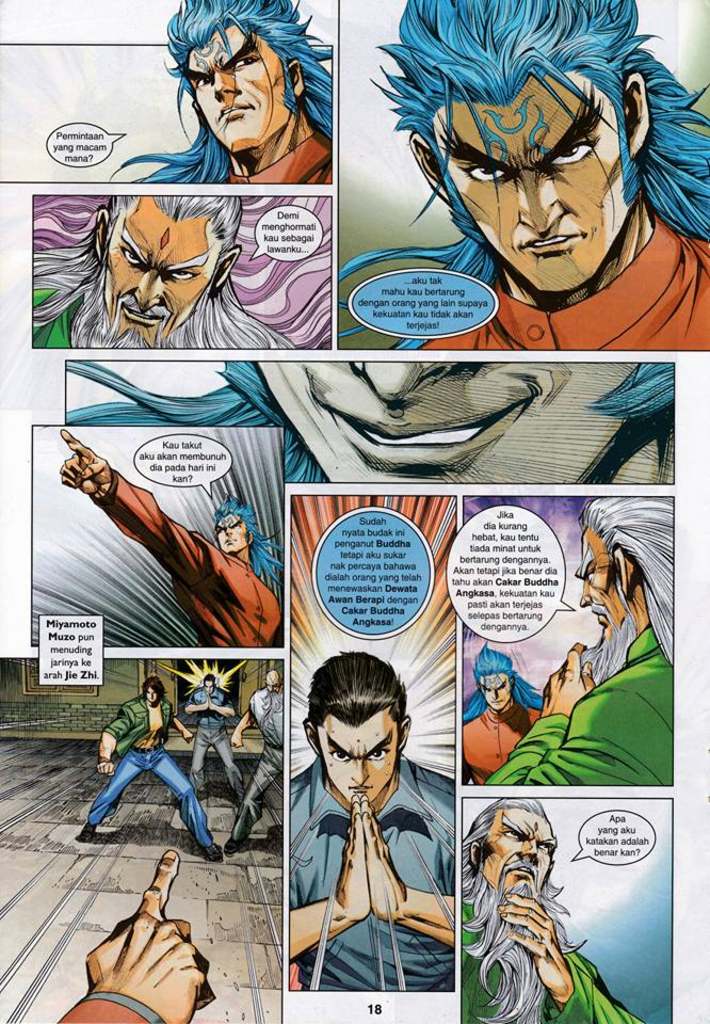 Permintaan
yang macam
mana?
Demi
menghormati
kau sebagai
lawanku...
...aku tak
mahu kau bertarung
dengan orang yang lain supaya
kekuatan kau tidak akan
terjejas!
Kau takut
aku akan membunuh
dia pada hari ini
kan?
Miyamoto
Muzo pun
menuding
jarinya ke
arah Jie Zhi.
Sudah
nyata budak ini
penganut Buddha
tetapi aku sukar
nak percaya bahawa
dialah orang yang telah
menewaskan Dewata
Awan Berapi dengan
Cakar Buddha
Angkasa!
Jika
dia kurang
hebat, kau tentu
tiada minat untuk
bertarung dengannya.
Akan tetapi jika benar dia
tahu akan Cakar Buddha
Angkasa, kekuatan kau
pasti akan terjejas
selepas bertarung
dengannya.
Apa
yang aku
katakan adalah
benar kan?
18